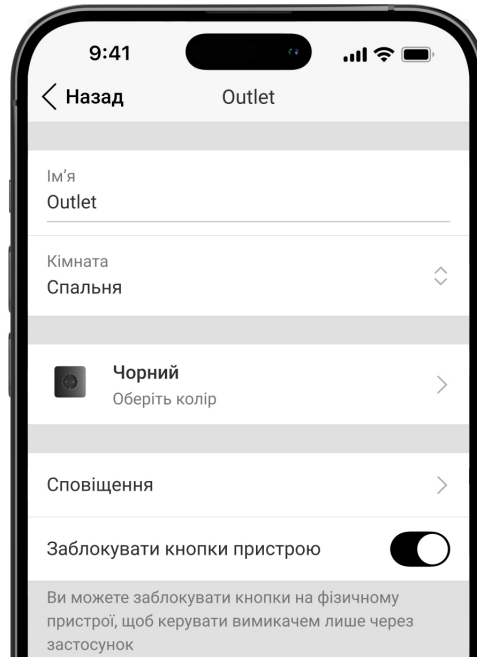 9:41
Назад
Outlet
Ім’я
Outlet
Кімната
Спальня
Чорний
Оберіть колір
Сповіщення
Заблокувати кнопки пристрою
Ви можете заблокувати кнопки на фізичному
пристрої, щоб керувати вимикачем лише через
застосунок